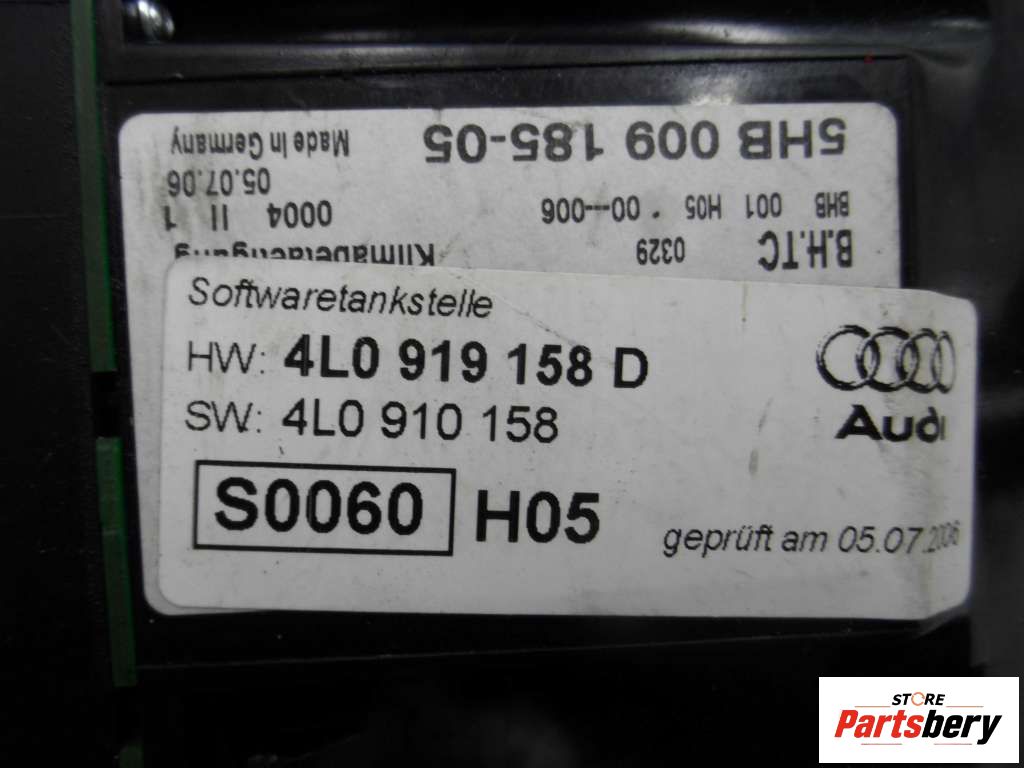 B.H.TC 0329
BHB 001 H05 * 00---006 0004 II 1
05.07.06
5HB 009 185-05 Made In Germany
Softwaretankstelle
HW: 4L0 919 158 D
SW: 4L0 910 158
Audi
S0060 H05
geprüft am 05.07.2006
STORE
Partsbery